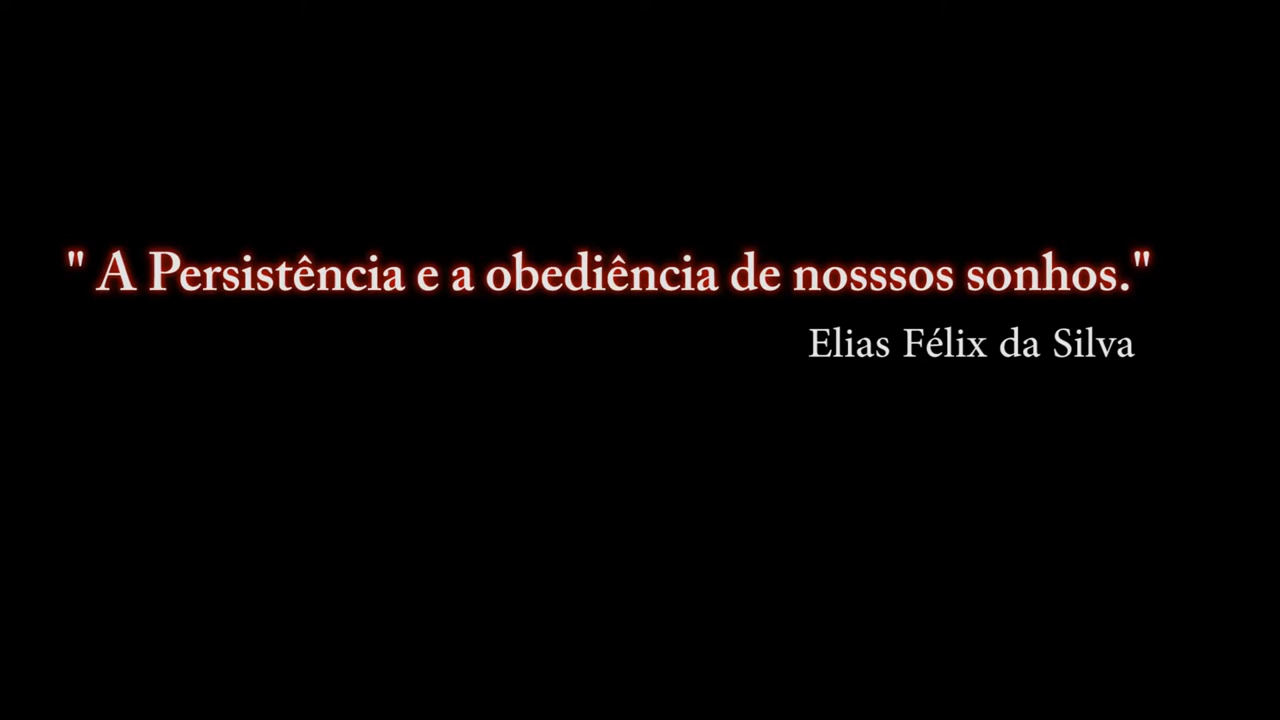 " A Persistência e a obediência de nosssos sonhos."
Elias Félix da Silva